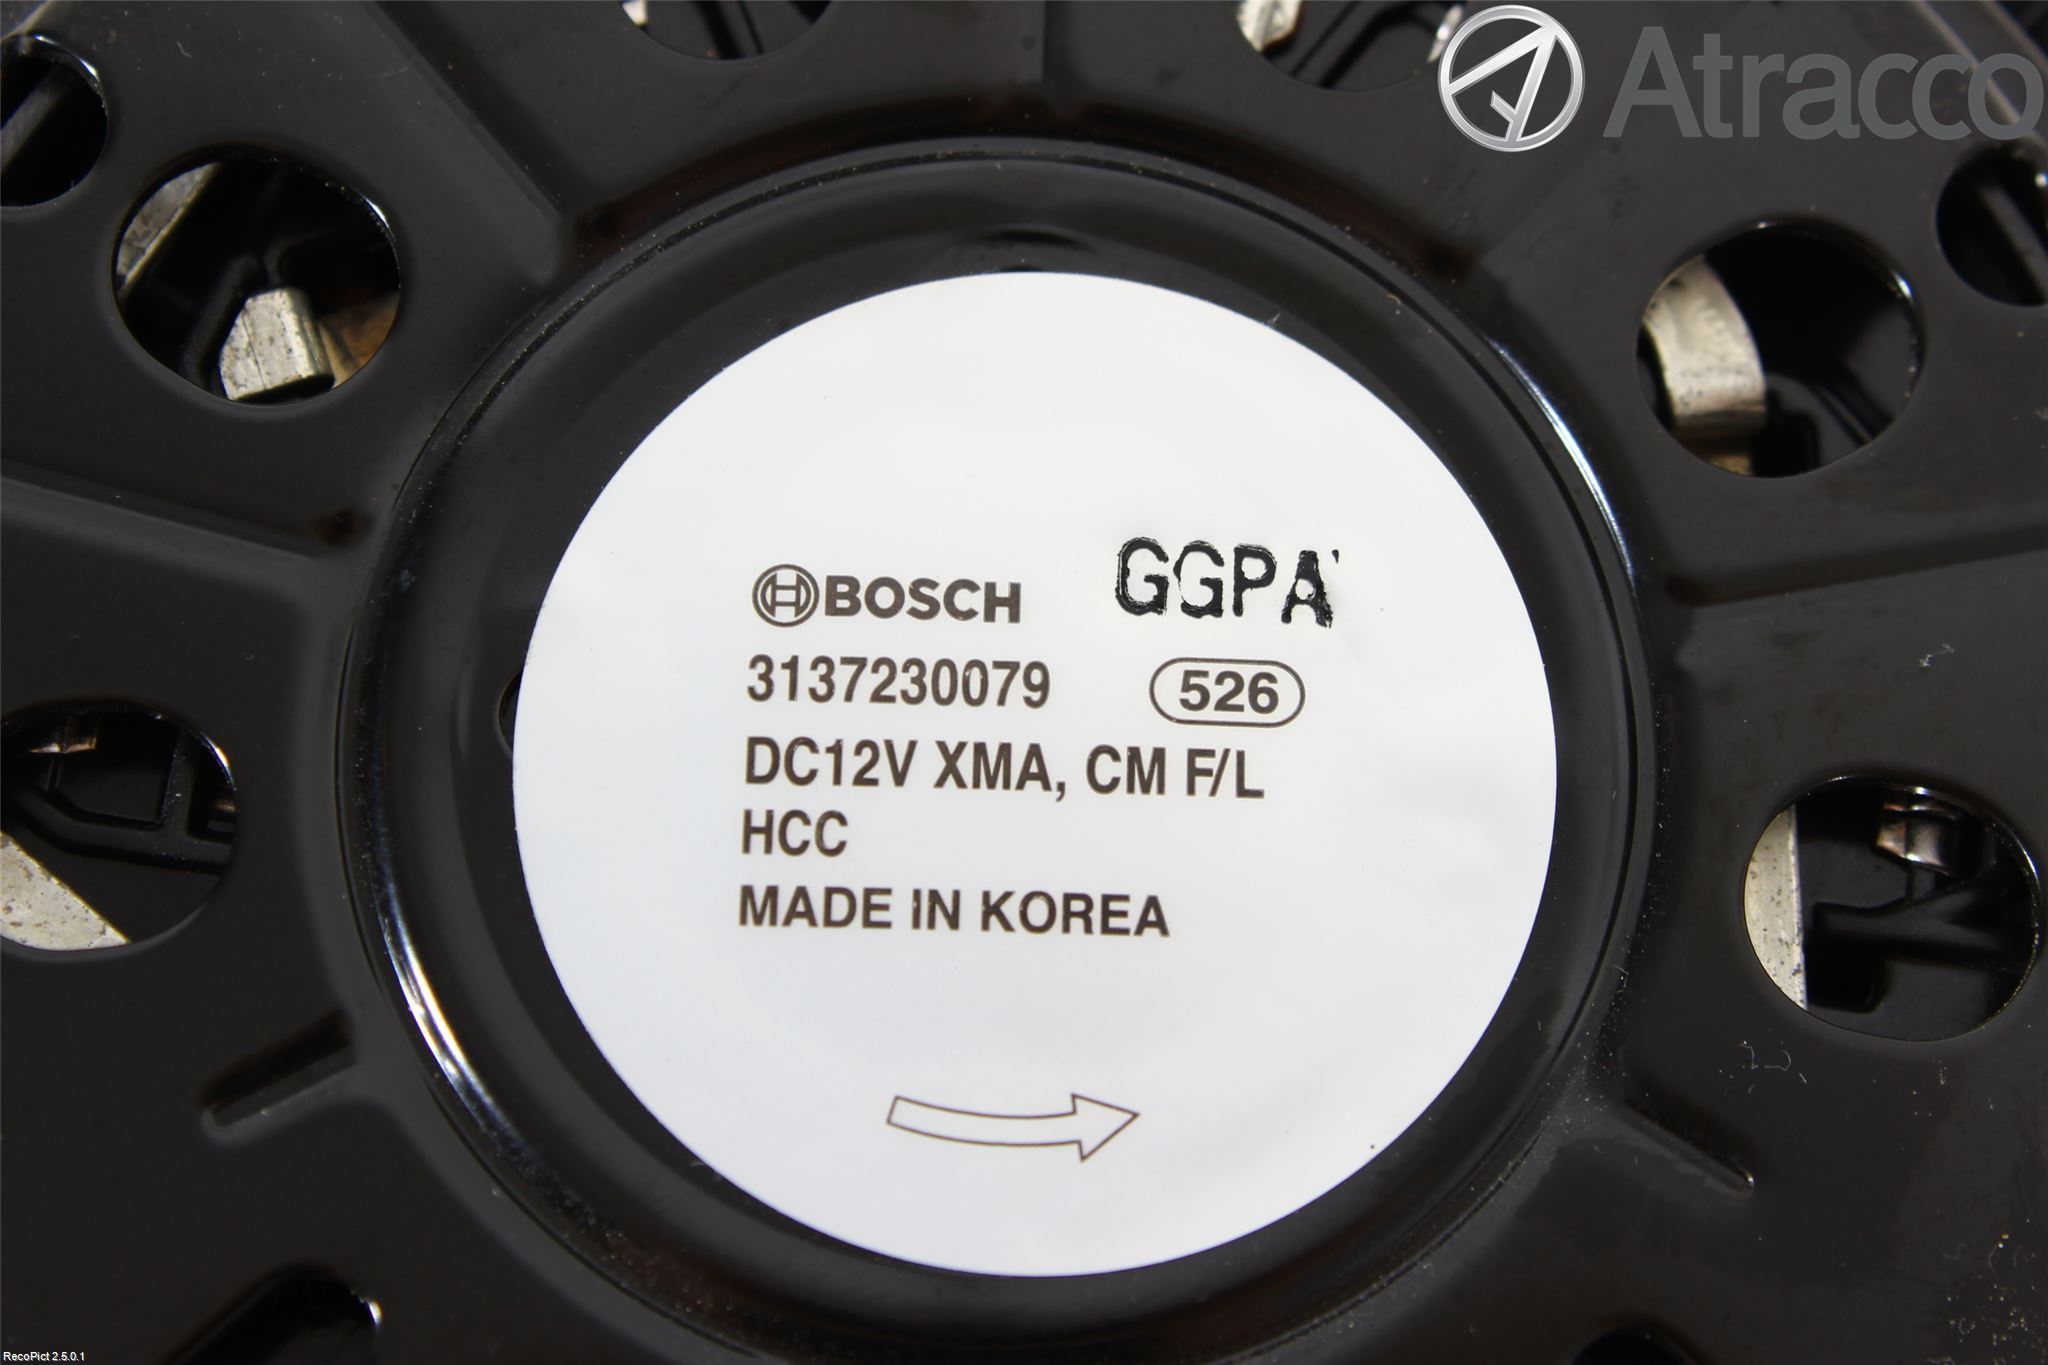 Atracco
BOSCH GGPA
3137230079 526
DC12V XMA, CM F/L
HCC
MADE IN KOREA
RecoPict 2.5.0.1